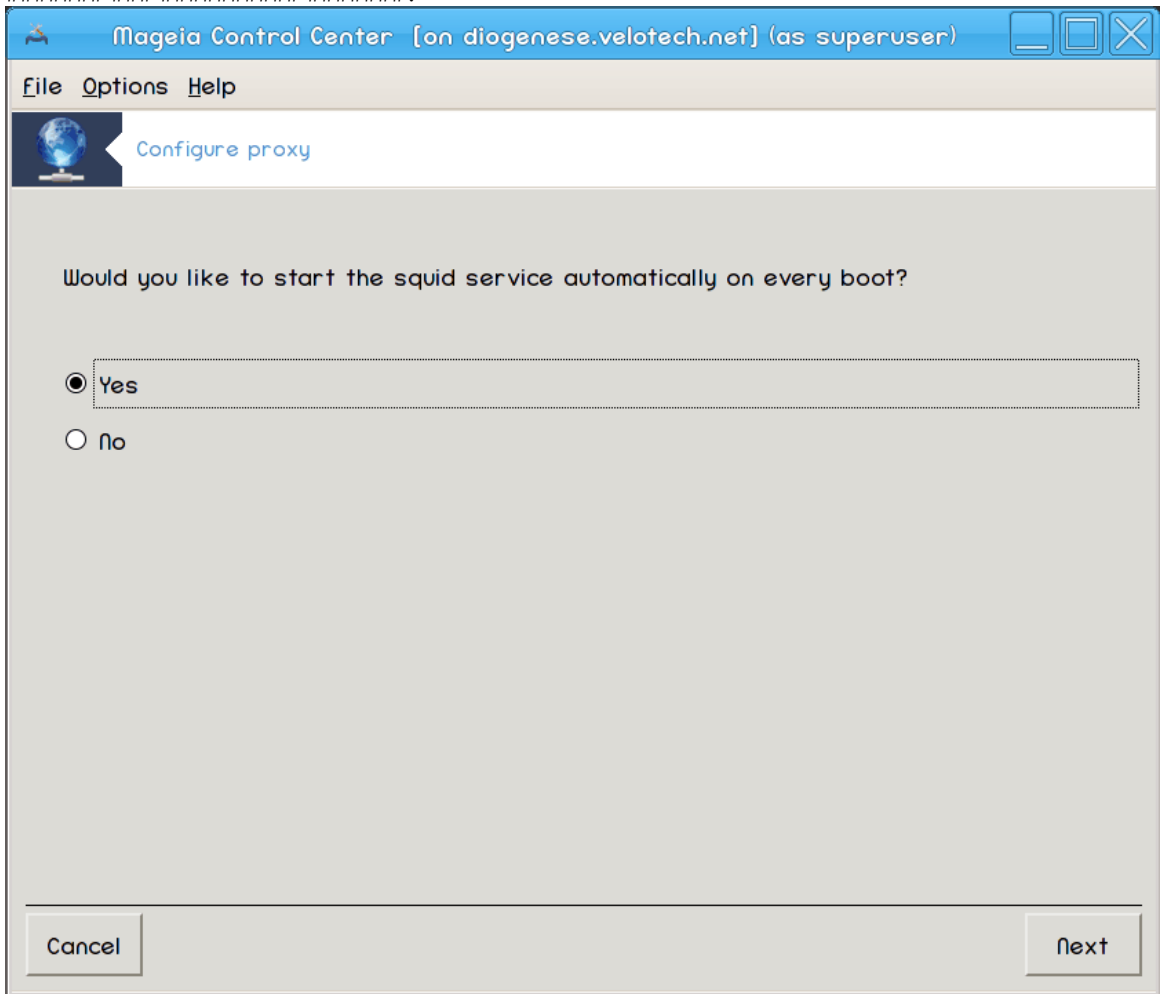 Mageia Control Center [on diogenese.velotech.net] (as superuser)
File Options Help
Configure proxy
Would you like to start the squid service automatically on every boot?
Yes
No
Cancel Next